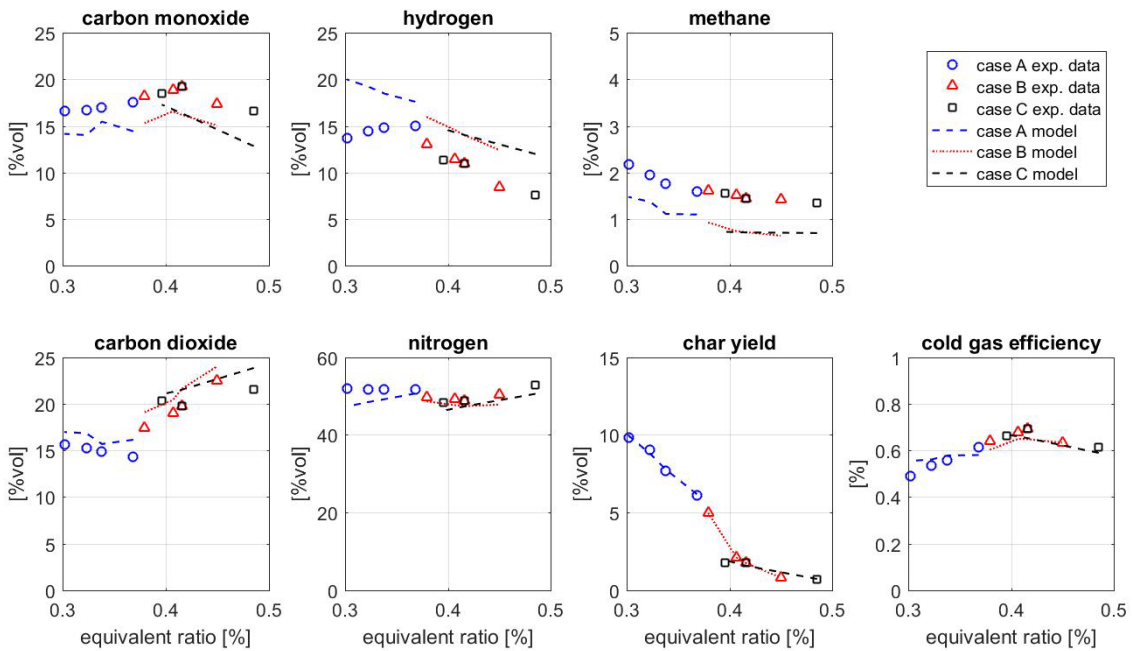 carbon monoxide
hydrogen
methane
25
20
15
10
5
0
[%vol]
0.3
0.4
0.5
25
20
15
10
5
0
[%vol]
0.3
0.4
0.5
5
4
3
2
1
0
[%vol]
0.3
0.4
0.5
case A exp. data
case B exp. data
case C exp. data
case A model
case B model
case C model
carbon dioxide
nitrogen
char yield
cold gas efficiency
25
20
15
10
5
0
[%vol]
0.3
0.4
0.5
equivalent ratio [%]
60
40
20
0
[%vol]
0.3
0.4
0.5
equivalent ratio [%]
15
10
5
0
[%vol]
0.3
0.4
0.5
equivalent ratio [%]
1
0.8
0.6
0.4
0.2
0
[%]
0.3
0.4
0.5
equivalent ratio [%]